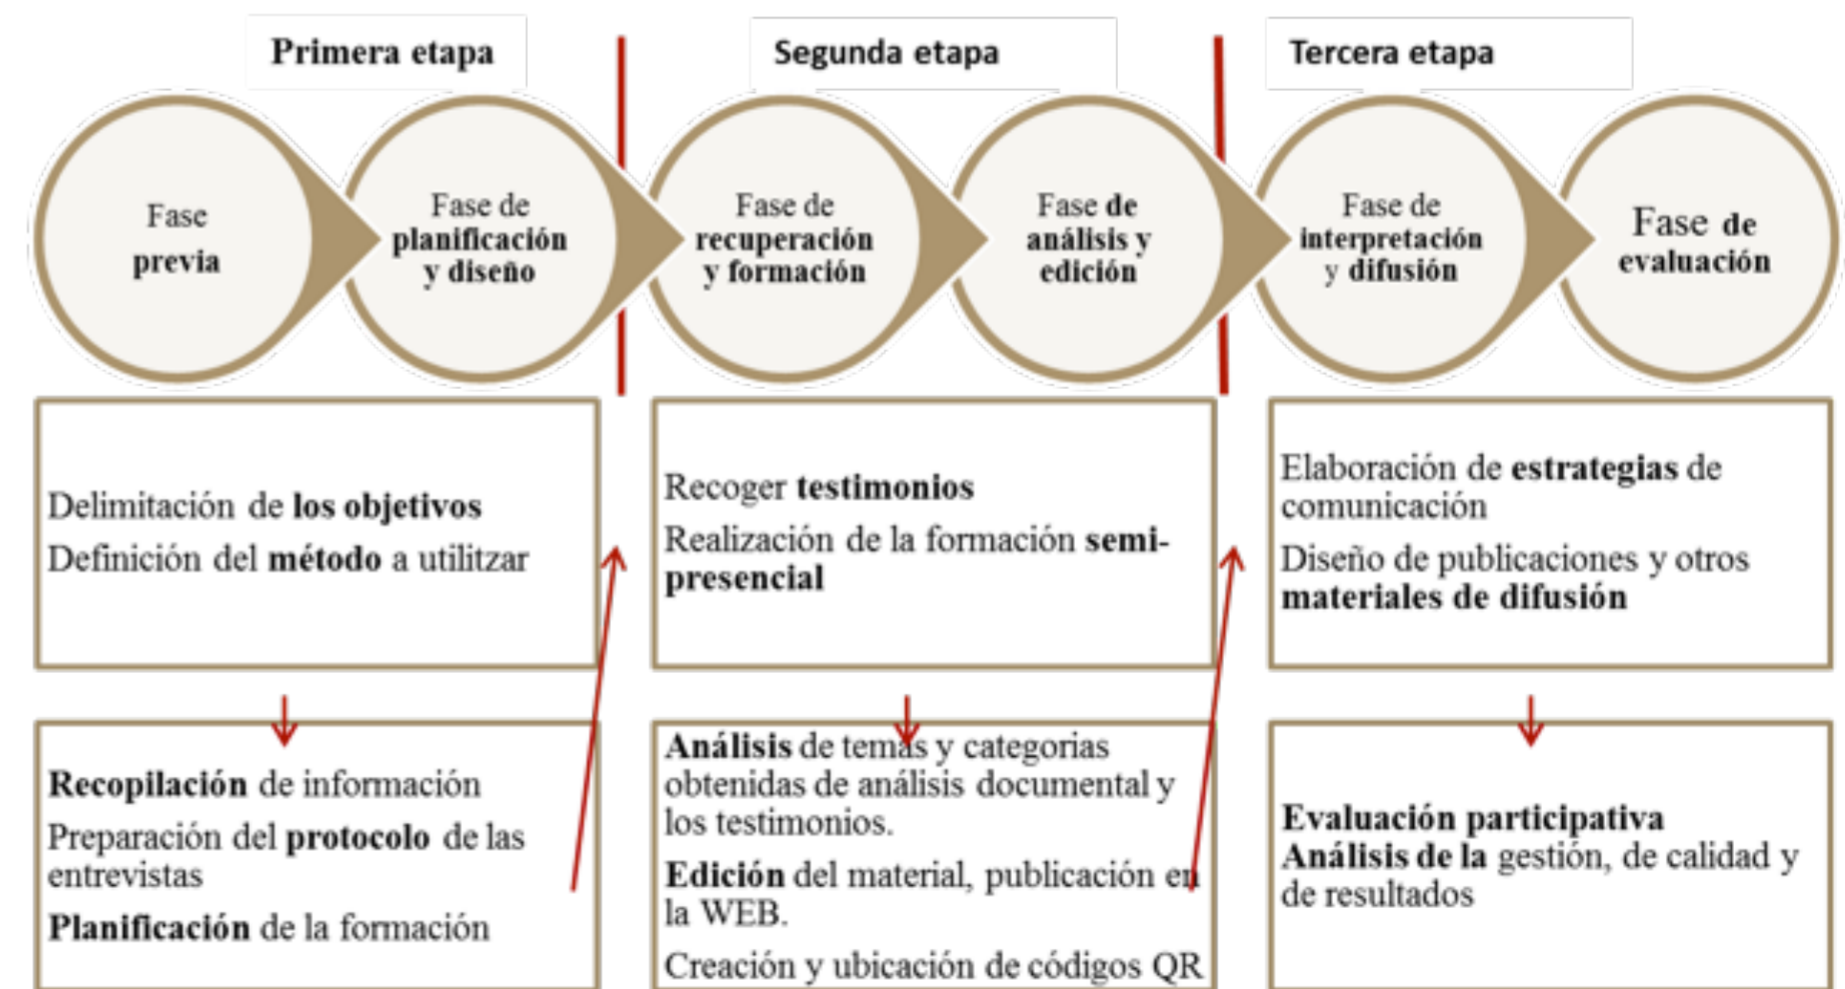 Primera etapa
Segunda etapa
Tercera etapa
Fase
previa
Fase de
planificación
y diseño
Fase de
recuperación
y formación
Fase de
análisis y
edición
Fase de
interpretación
y difusión
Fase de
evaluación
Delimitación de los objetivos
Definición del método a utilitzar
Recopilación de información
Preparación del protocolo de las
entrevistas
Planificación de la formación
Recoger testimonios
Realización de la formación semi-
presencial
Análisis de temas y categorias
obtenidas de análisis documental y
los testimonios.
Edición del material, publicación en
la WEB.
Creación y ubicación de códigos QR
Elaboración de estrategias de
comunicación
Diseño de publicaciones y otros
materiales de difusión
Evaluación participativa
Análisis de la gestión, de calidad y
de resultados